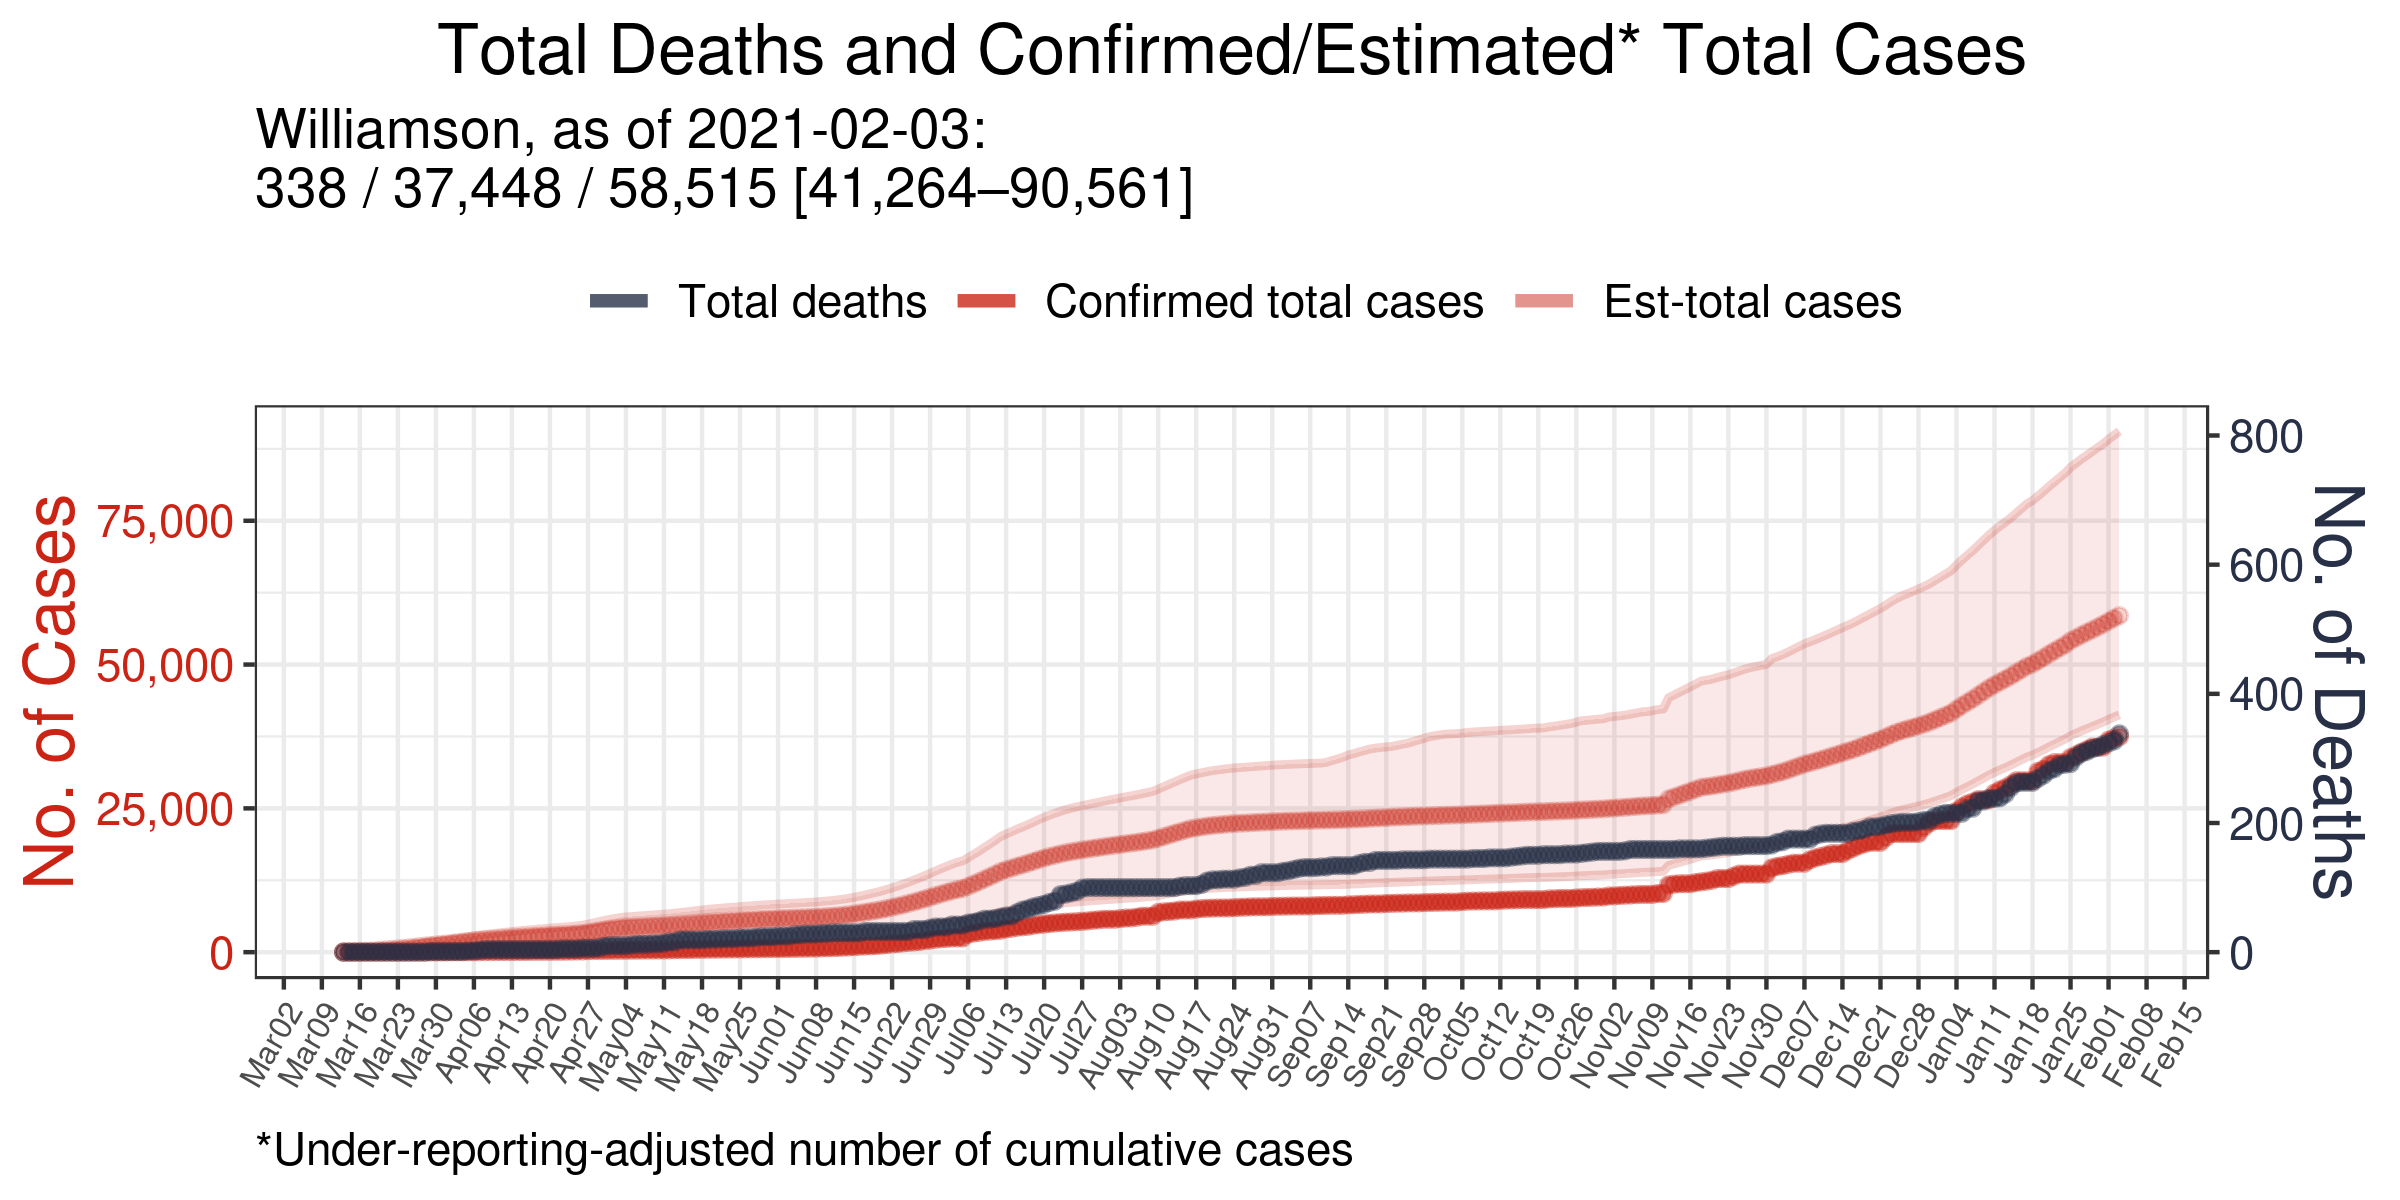 Total Deaths and Confirmed/Estimated* Total Cases
Williamson, as of 2021-02-03:
338 / 37,448 / 58,515 [41,264–90,561]
Total deaths
Confirmed total cases
Est-total cases
No. of Cases
75,000
50,000
25,000
0
800
600
400
200
0
No. of Deaths
Mar02
Mar09
Mar16
Mar23
Mar30
Apr06
Apr13
Apr20
Apr27
May04
May11
May18
May25
Jun01
Jun08
Jun15
Jun22
Jun29
Jul06
Jul13
Jul20
Jul27
Aug03
Aug10
Aug17
Aug24
Aug31
Sep07
Sep14
Sep21
Sep28
Oct05
Oct12
Oct19
Oct26
Nov02
Nov09
Nov16
Nov23
Nov30
Dec07
Dec14
Dec21
Dec28
Jan04
Jan11
Jan18
Jan25
Feb01
Feb08
Feb15
*Under-reporting-adjusted number of cumulative cases